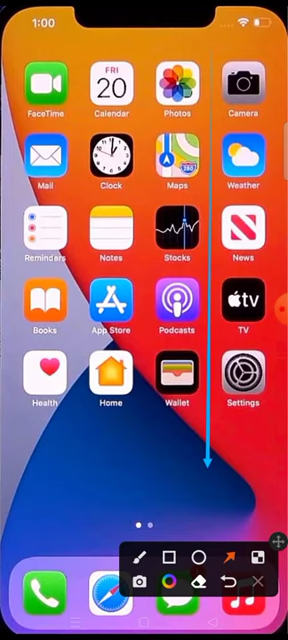 1:00
FRI
20
FaceTime Calendar Photos Camera
280
Mail Clock Maps Weather
Reminders Notes Stocks News
tv
Books App Store Podcasts TV
Health Home Wallet Settings